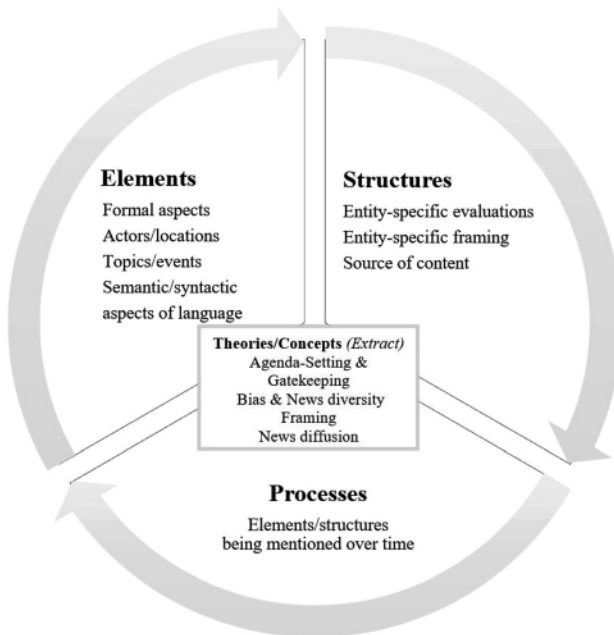 Elements
Formal aspects
Actors/locations
Topics/events
Semantic/syntactic
aspects of language
Structures
Entity-specific evaluations
Entity-specific framing
Source of content
Theories/Concepts (Extract)
Agenda-Setting &
Gatekeeping
Bias & News diversity
Framing
News diffusion
Processes
Elements/structures
being mentioned over time